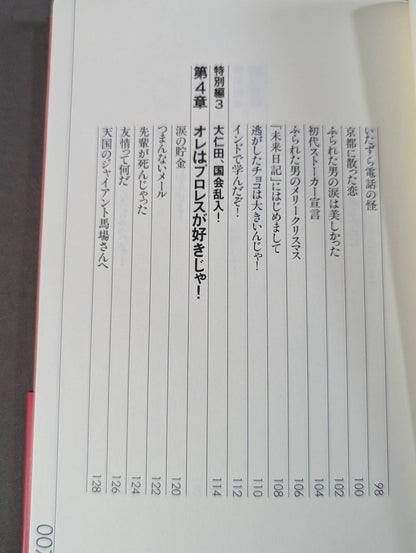 いたずら電話の怪 98
京都に散った恋 100
ふられた男の涙は美しかった 102
初代ストーカー宣言 104
ふられた男のメリークリスマス 106
「未来日記」にはじめまして 108
逃がしたチョコは大きいんじゃ! 110
インドで学んだぞ! 112
特別編3 大仁田、国会乱入! 114
第4章 オレはプロレスが好きじゃ!
涙の貯金 120
つまんないメール 122
先輩が死んじゃった 124
友情って何だ 126
天国のジャイアント馬場さんへ 128